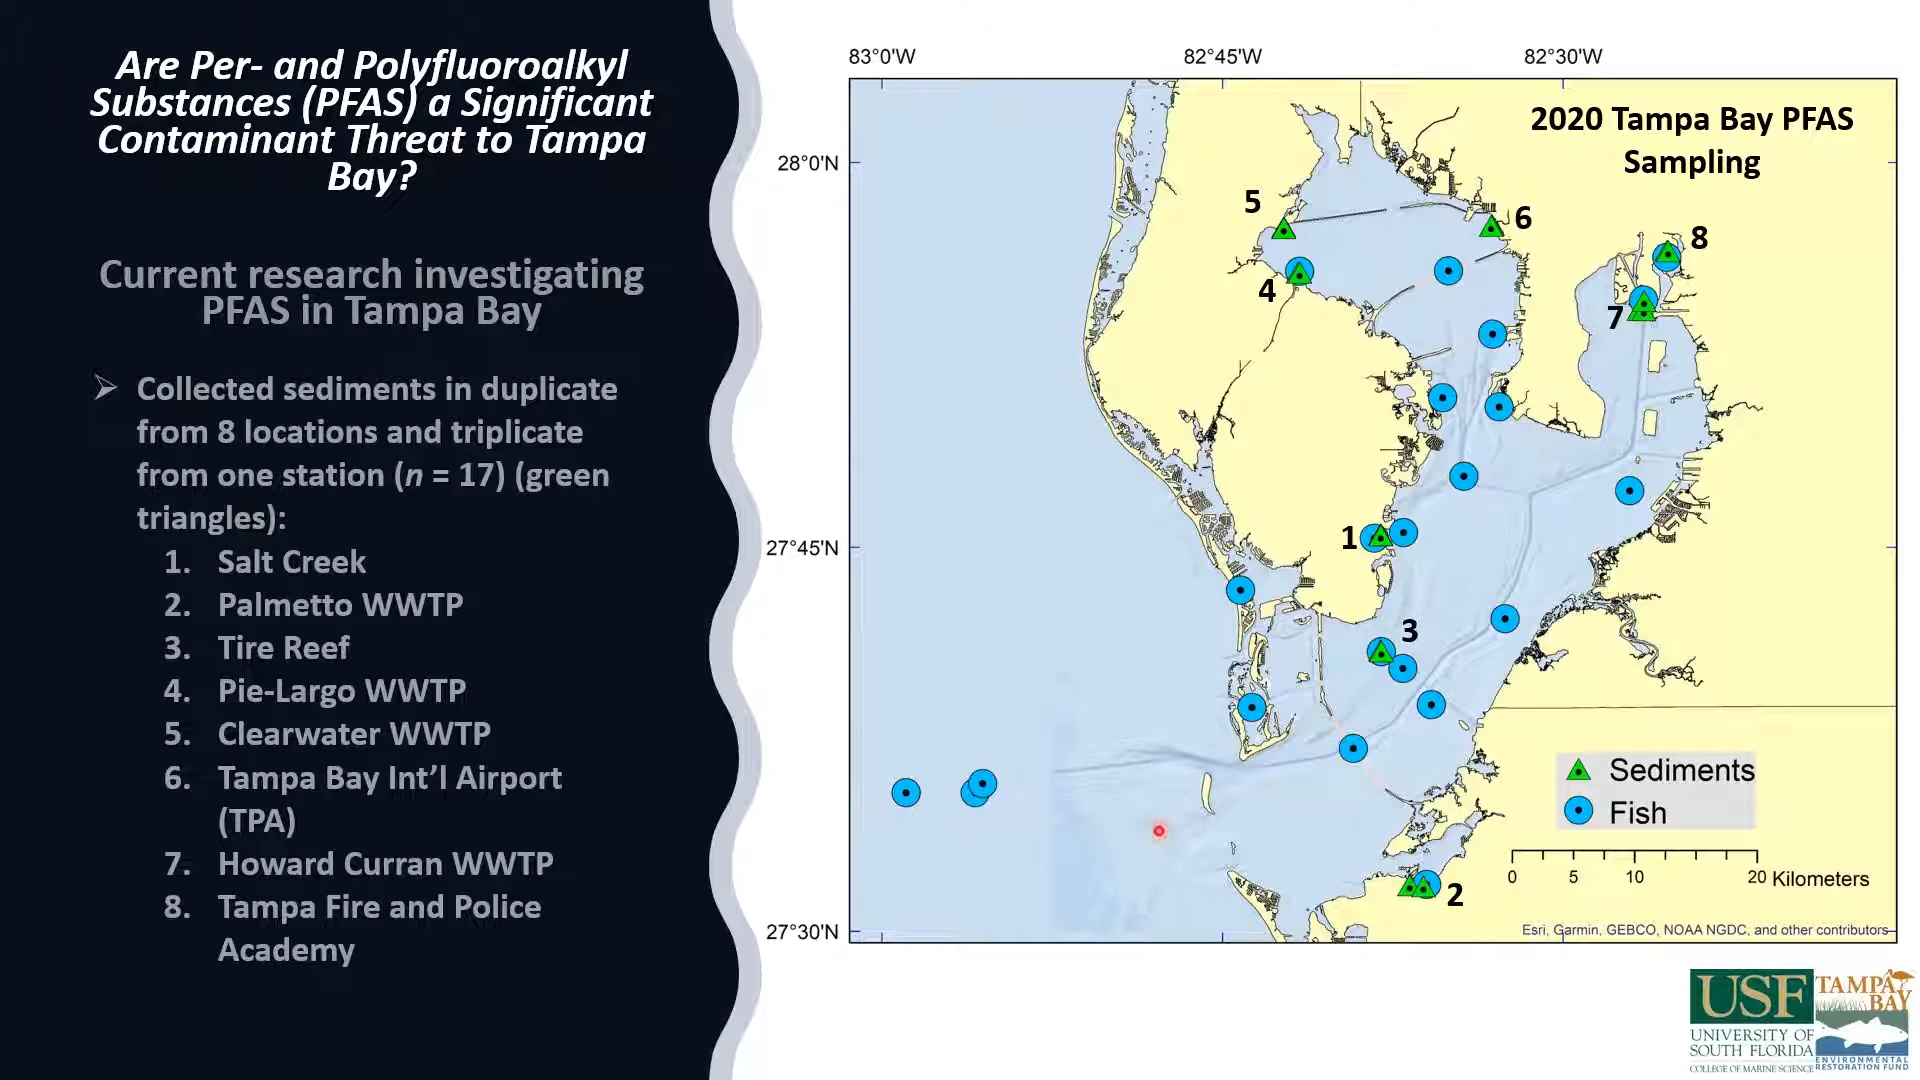 Are Per- and Polyfluoroalkyl
Substances (PFAS) a Significant
Contaminant Threat to Tampa
Bay?
Current research investigating
PFAS in Tampa Bay
➢ Collected sediments in duplicate
from 8 locations and triplicate
from one station (n = 17) (green
triangles):
1. Salt Creek
2. Palmetto WWTP
3. Tire Reef
4. Pie-Largo WWTP
5. Clearwater WWTP
6. Tampa Bay Int’l Airport
(TPA)
7. Howard Curran WWTP
8. Tampa Fire and Police
Academy
83°0'W 82°45'W 82°30'W
2020 Tampa Bay PFAS
Sampling
28°0'N
27°45'N
27°30'N
5
6
8
4
7
1
3
2
Sediments
Fish
0 5 10 20 Kilometers
Esri, Garmin, GEBCO, NOAA NGDC, and other contributors
USF
UNIVERSITY OF
SOUTH FLORIDA
COLLEGE OF MARINE SCIENCE
TAMPA
BAY
ENVIRONMENTAL
RESTORATION FUND